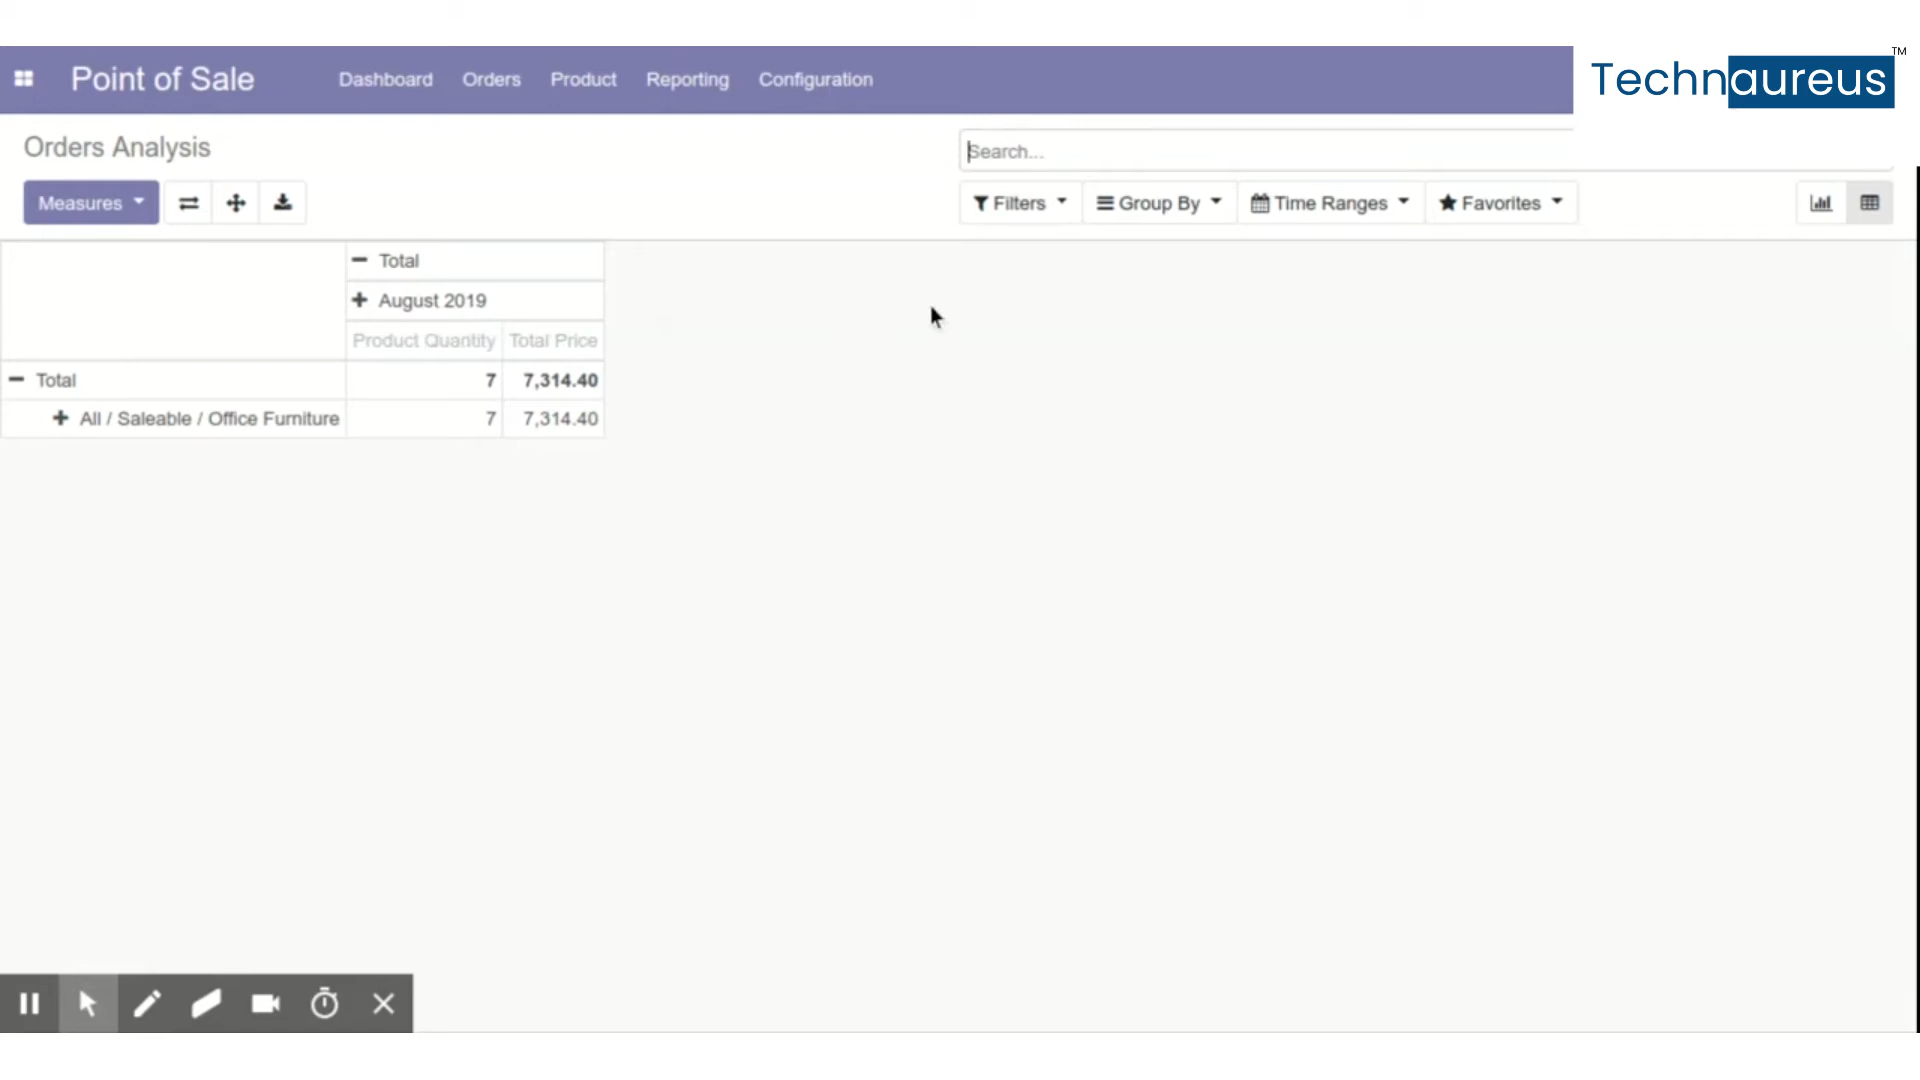 Technaureus™
Point of Sale Dashboard Orders Product Reporting Configuration
Orders Analysis
Search...
Measures
Filters Group By Time Ranges Favorites
Total
August 2019
Product Quantity Total Price
Total 7 7,314.40
All / Saleable / Office Furniture 7 7,314.40